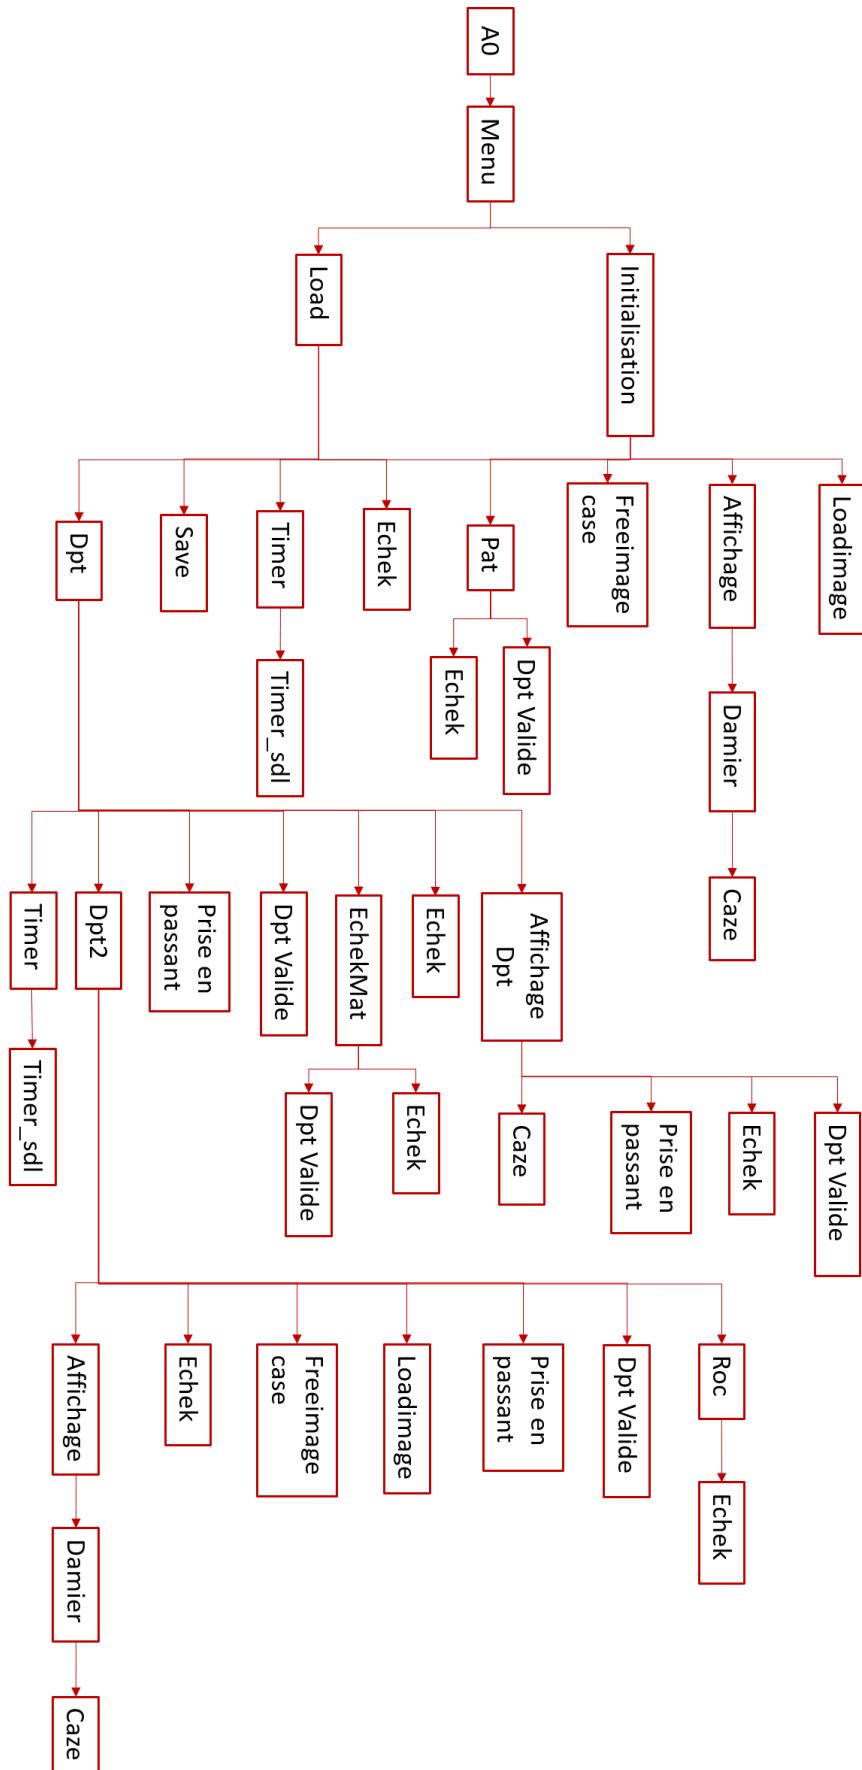 A0
Menu
Initialisation
Load
Loadimage
Affichage
Freeimage
case
Pat
Echek
Timer
Save
Dpt
Damier
Dpt Valide
Echek
Timer_sdl
Caze
Affichage
Dpt
Echek
EchekMat
Dpt Valide
Prise en
passant
Dpt2
Timer
Dpt Valide
Echek
Prise en
passant
Caze
Echek
Dpt Valide
Timer_sdl
Roc
Dpt Valide
Prise en
passant
Loadimage
Freeimage
case
Echek
Affichage
Echek
Damier
Caze